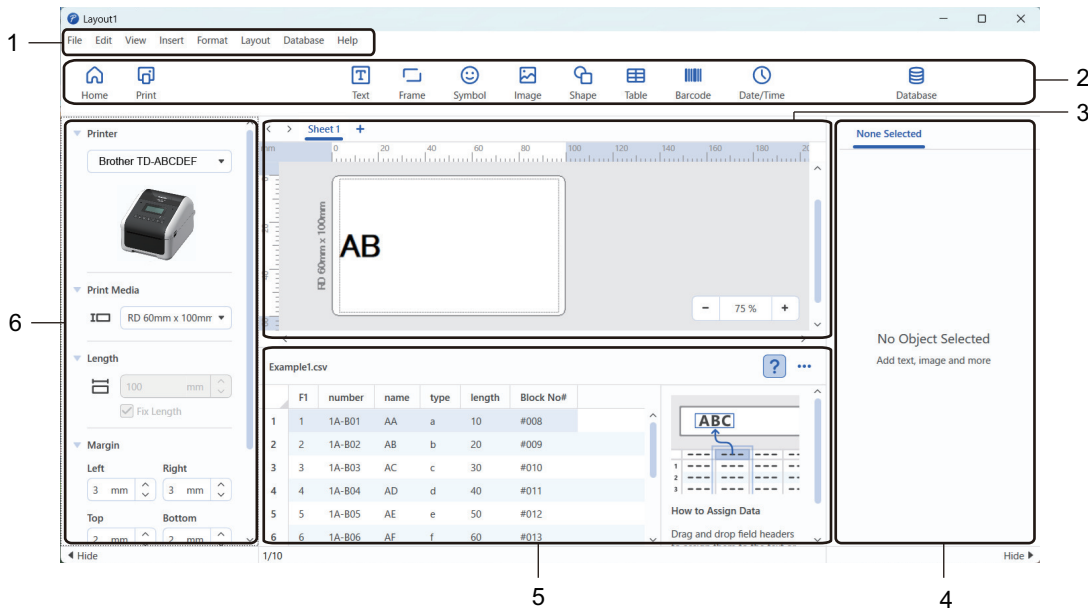 Layout1
1
File Edit View Insert Format Layout Database Help
Home Print Text Frame Symbol Image Shape Table Barcode Date/Time Database
2
3
Printer
Brother TD-ABCDEF
Print Media
RD 60mm x 100mm
6
Length
100 mm
Fix Length
Margin
Left Right
3 mm 3 mm
Top Bottom
2 mm 2 mm
Hide
Sheet 1 +
mm 0 20 40 60 80 100 120 140 160 180
RD 60mm x 100mm
AB
- 75 % +
None Selected
No Object Selected
Add text, image and more
Example1.csv
? •••
F1 number name type length Block No#
1 1 1A-B01 AA a 10 #008
2 2 1A-B02 AB b 20 #009
3 3 1A-B03 AC c 30 #010
4 4 1A-B04 AD d 40 #011
5 5 1A-B05 AE e 50 #012
6 6 1A-B06 AF f 60 #013
ABC
1
2
3
How to Assign Data
Drag and drop field headers
1/10
Hide
5
4